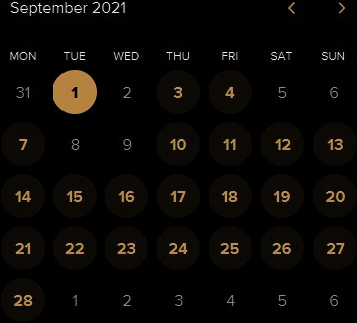 September 2021
MON TUE WED THU FRI SAT SUN
31 1 2 3 4 5 6
7 8 9 10 11 12 13
14 15 16 17 18 19 20
21 22 23 24 25 26 27
28 1 2 3 4 5 6